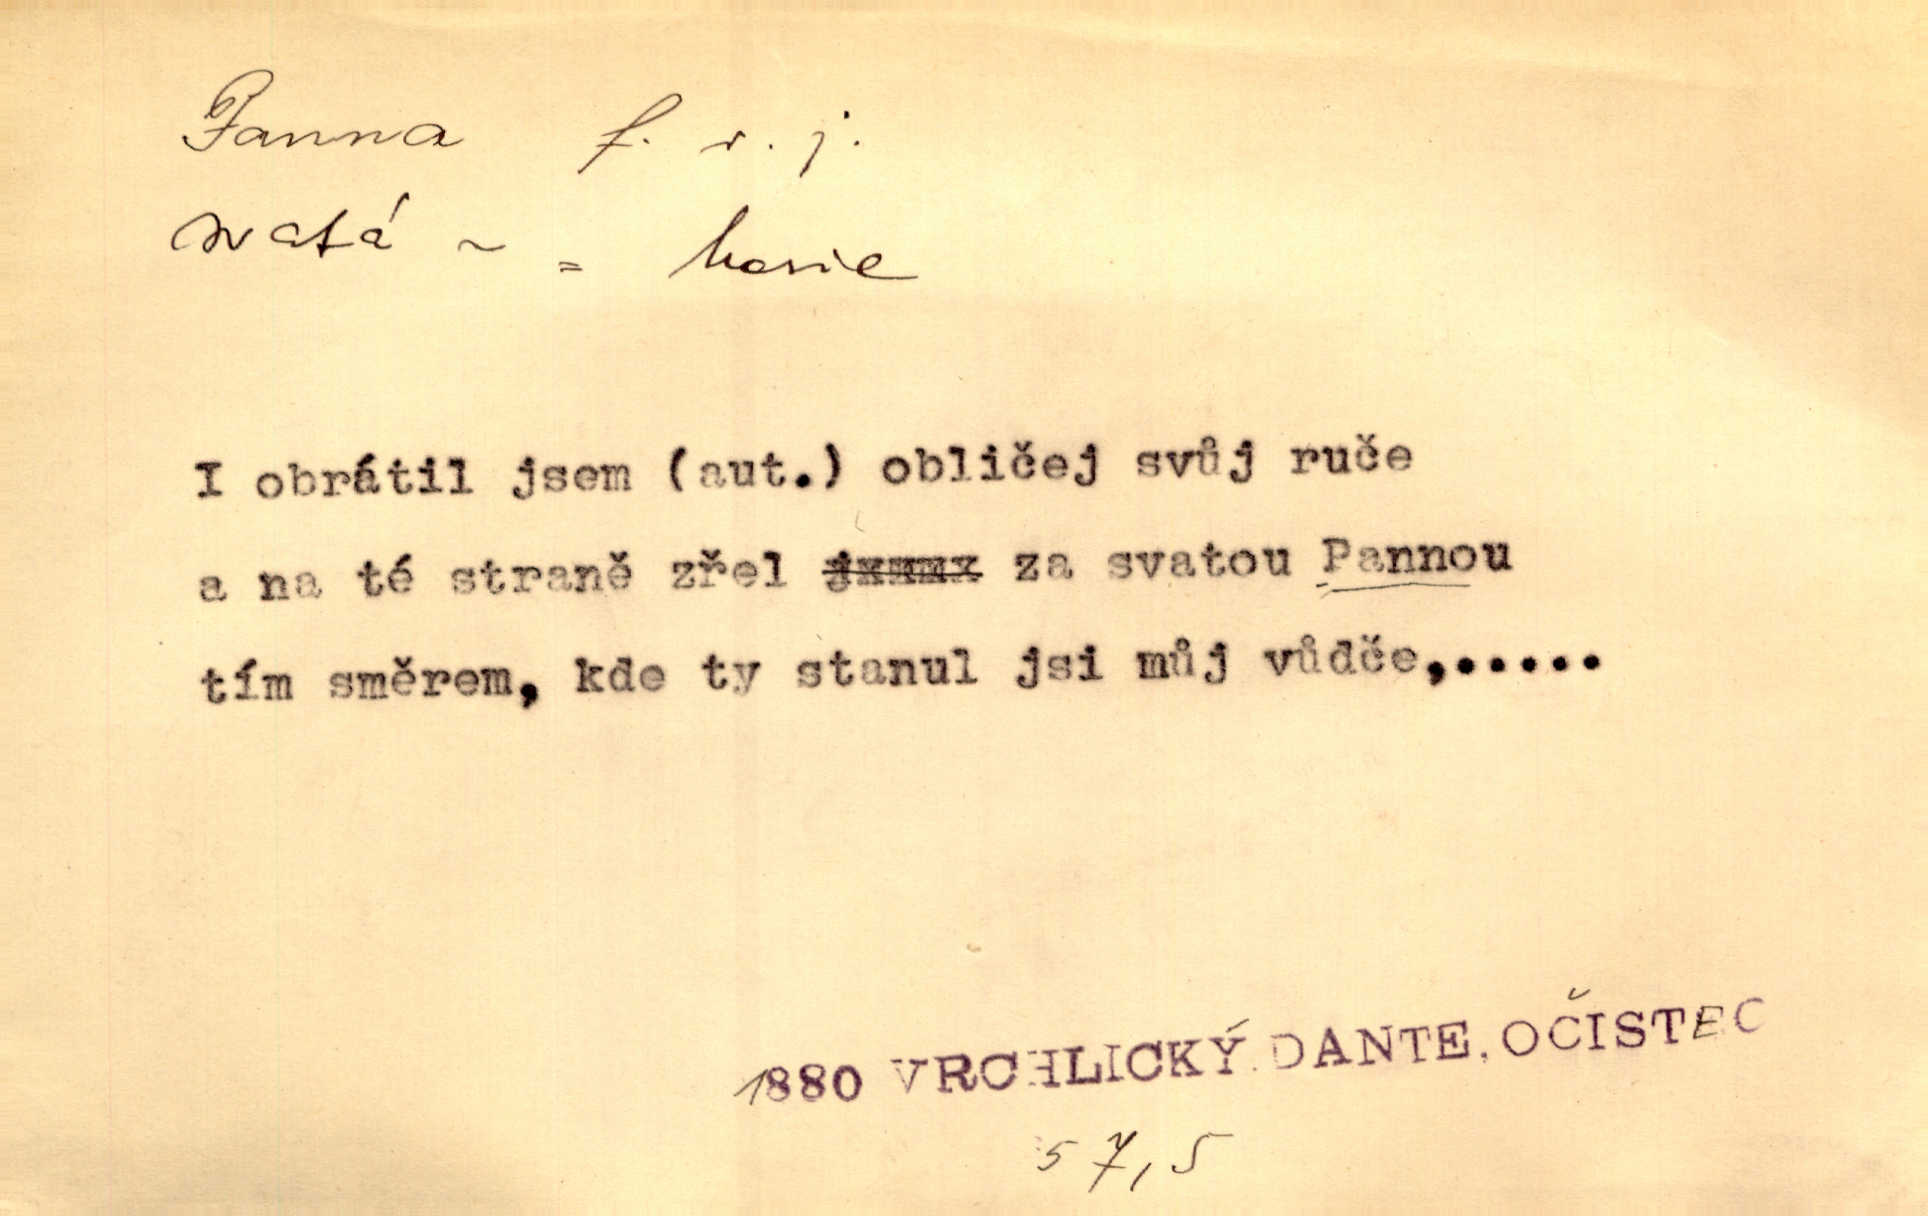 Panna f. v. j.
svatá ~ = Marie
I obrátil jsem (aut.) obličej svůj ruče
a na té straně zřel za svatou Pannou
tím směrem, kde ty stanul jsi můj vůdče,.....
1880 VRCHLICKÝ. DANTE. OČISTEC
57,5